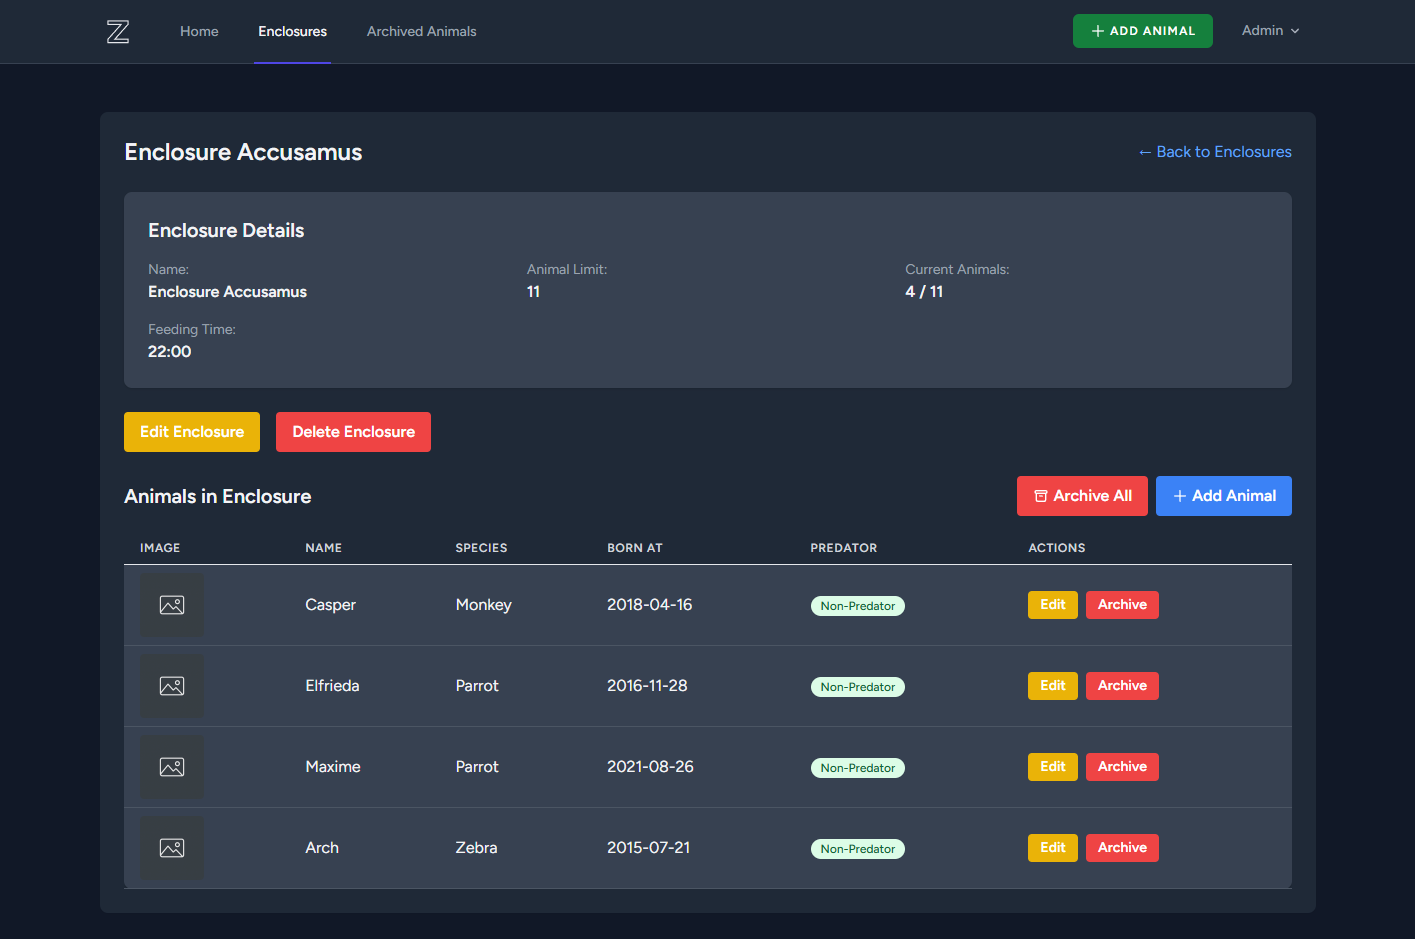 Z
Home
Enclosures
Archived Animals
+ ADD ANIMAL
Admin
Enclosure Accusamus
← Back to Enclosures
Enclosure Details
Name:
Enclosure Accusamus
Animal Limit:
11
Current Animals:
4 / 11
Feeding Time:
22:00
Edit Enclosure
Delete Enclosure
Animals in Enclosure
Archive All
+ Add Animal
IMAGE NAME SPECIES BORN AT PREDATOR ACTIONS
Casper Monkey 2018-04-16 Non-Predator Edit Archive
Elfrieda Parrot 2016-11-28 Non-Predator Edit Archive
Maxime Parrot 2021-08-26 Non-Predator Edit Archive
Arch Zebra 2015-07-21 Non-Predator Edit Archive